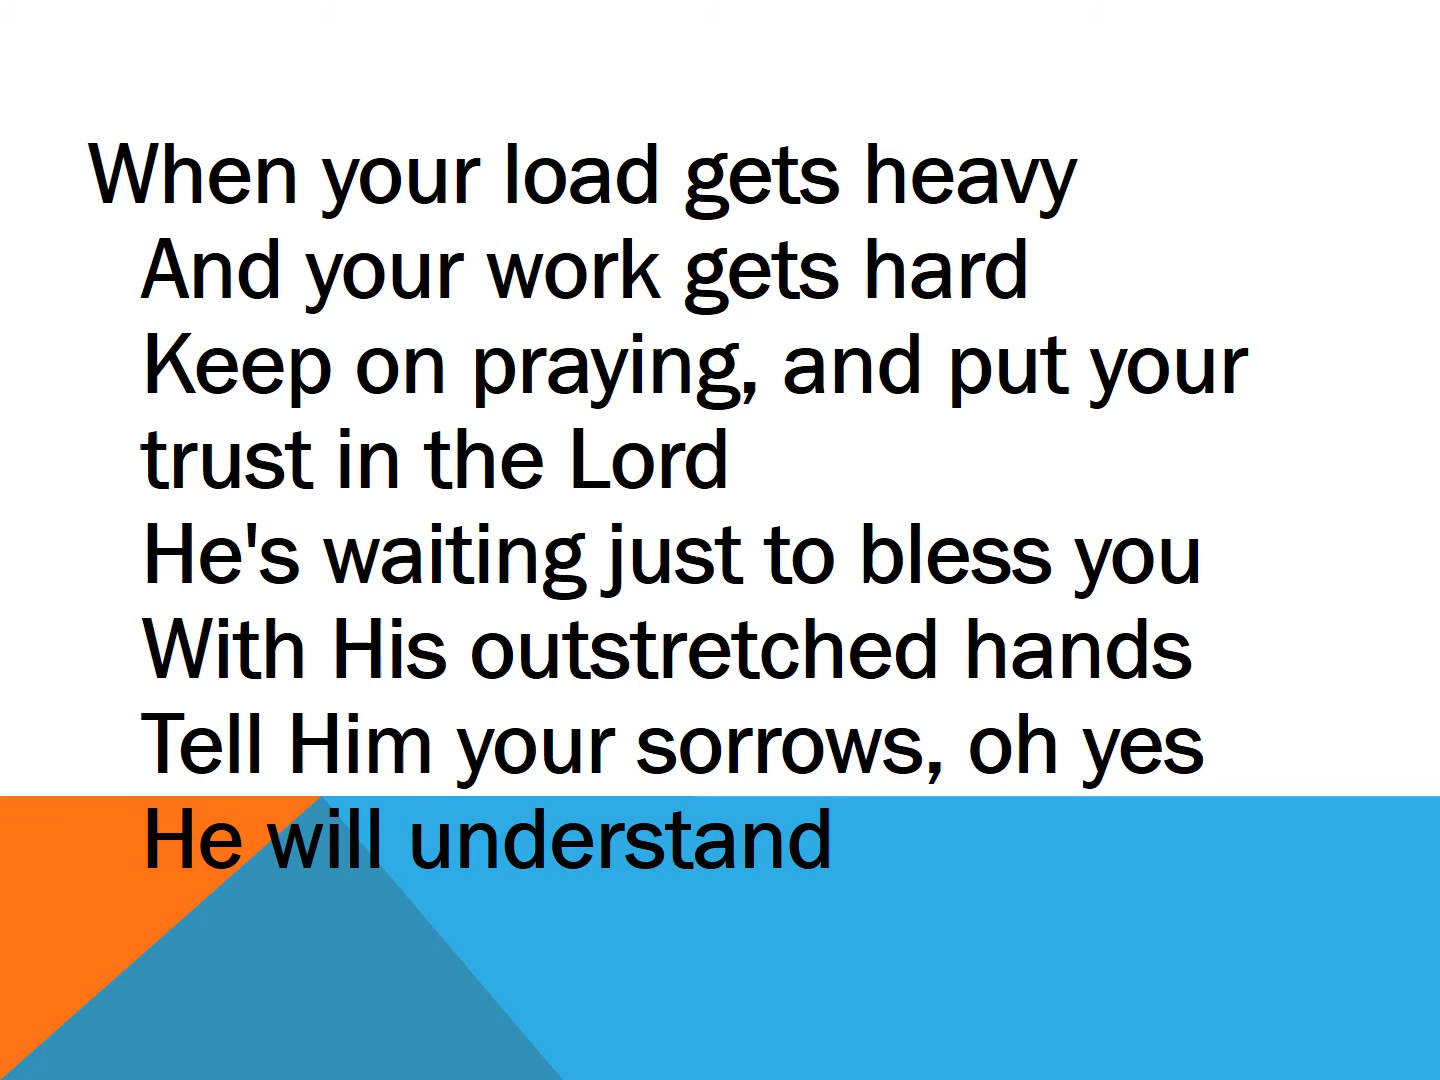 When your load gets heavy
And your work gets hard
Keep on praying, and put your
trust in the Lord
He's waiting just to bless you
With His outstretched hands
Tell Him your sorrows, oh yes
He will understand